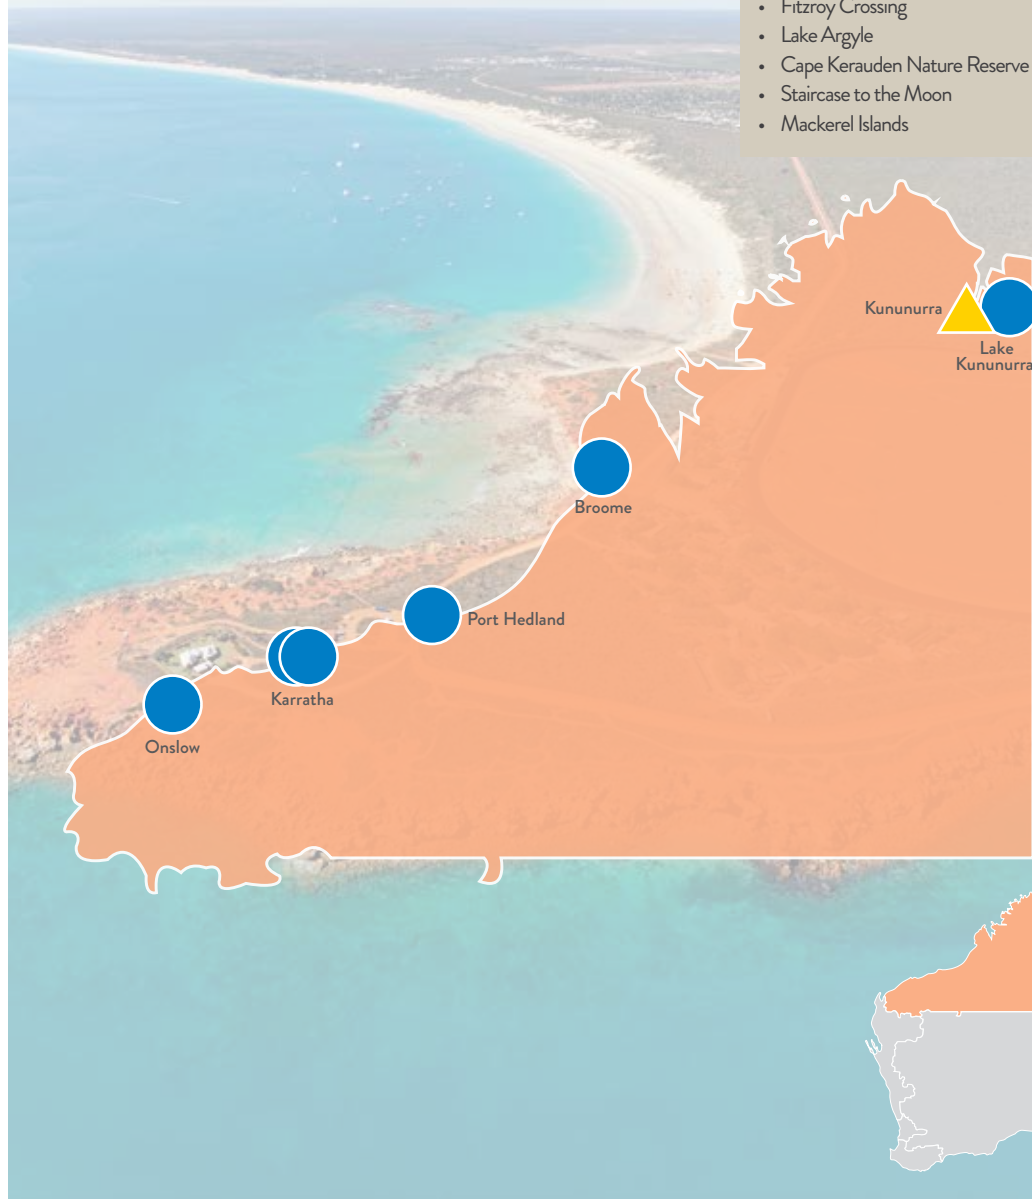 • Fitzroy Crossing
• Lake Argyle
• Cape Kerauden Nature Reserve
• Staircase to the Moon
• Mackerel Islands
Kununurra
Lake
Kununurra
Broome
Port Hedland
Karratha
Onslow